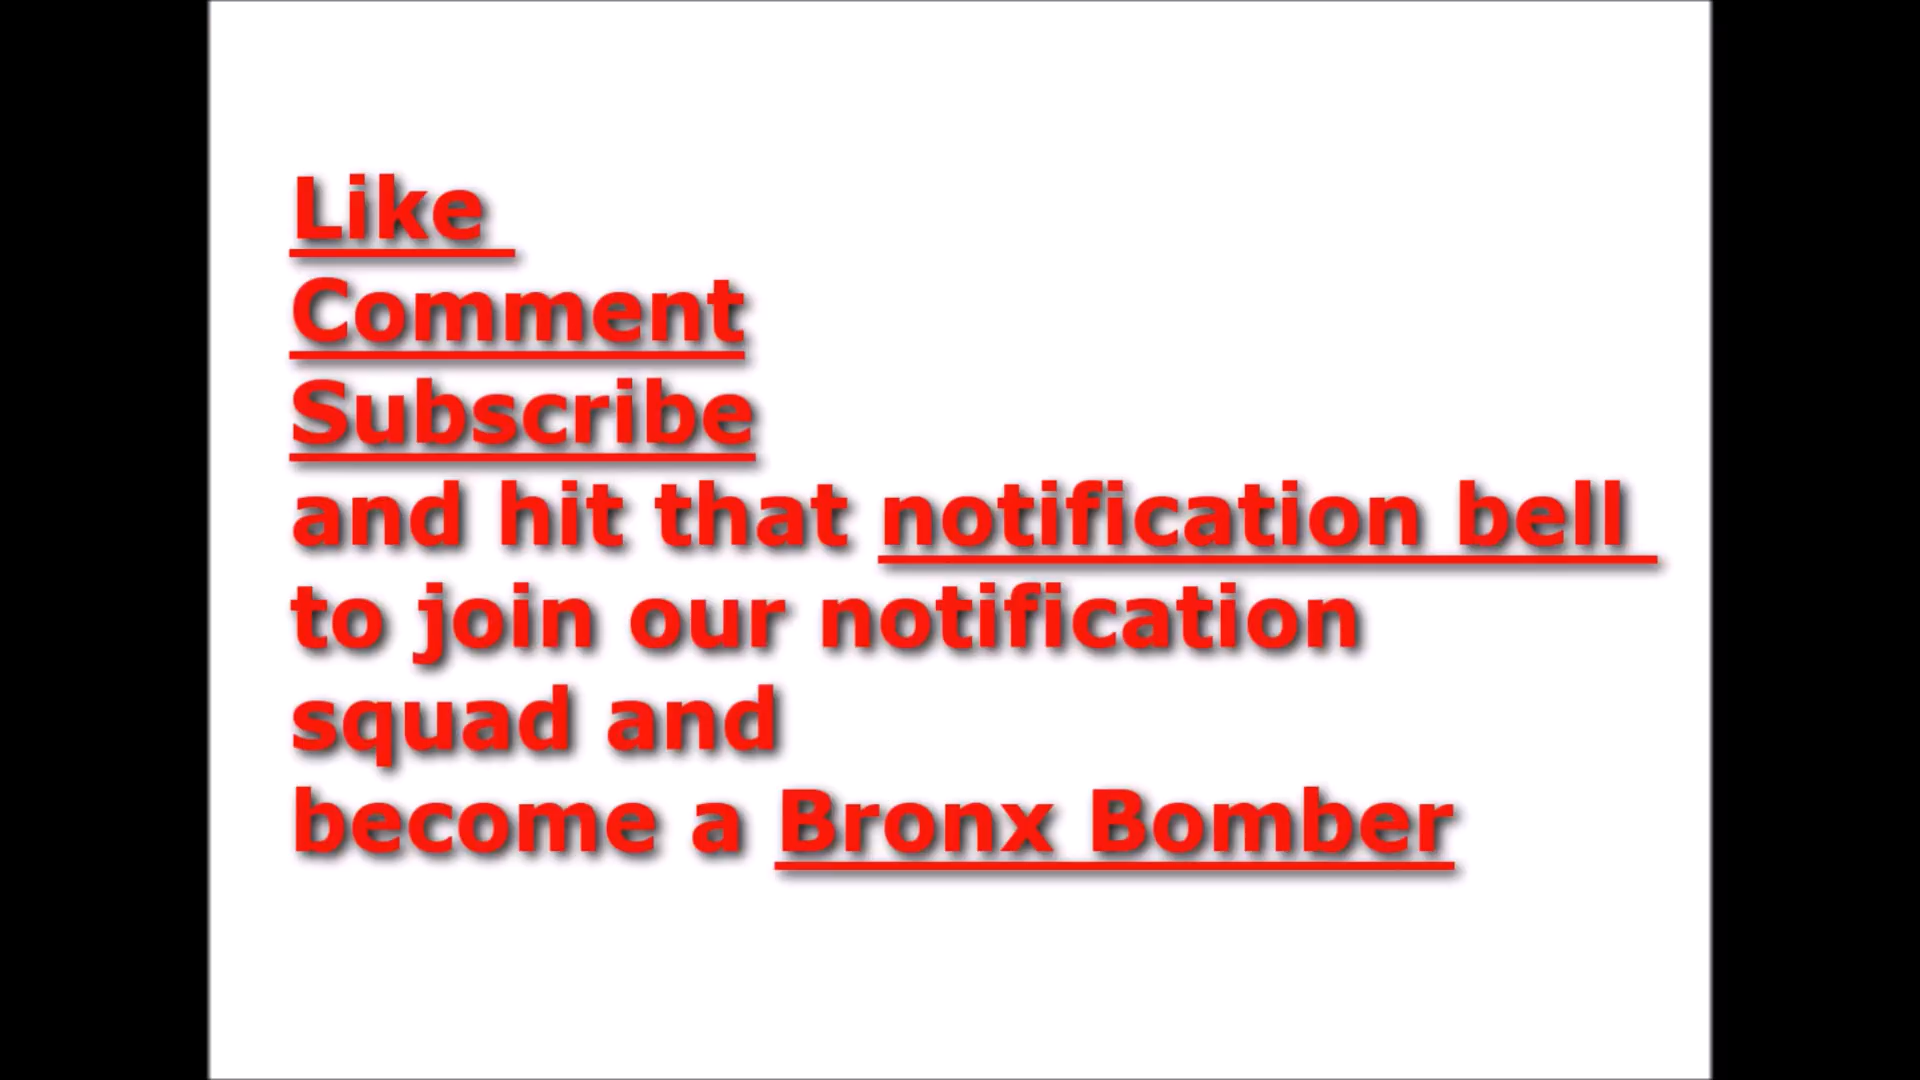 Like
Comment
Subscribe
and hit that notification bell
to join our notification
squad and
become a Bronx Bomber